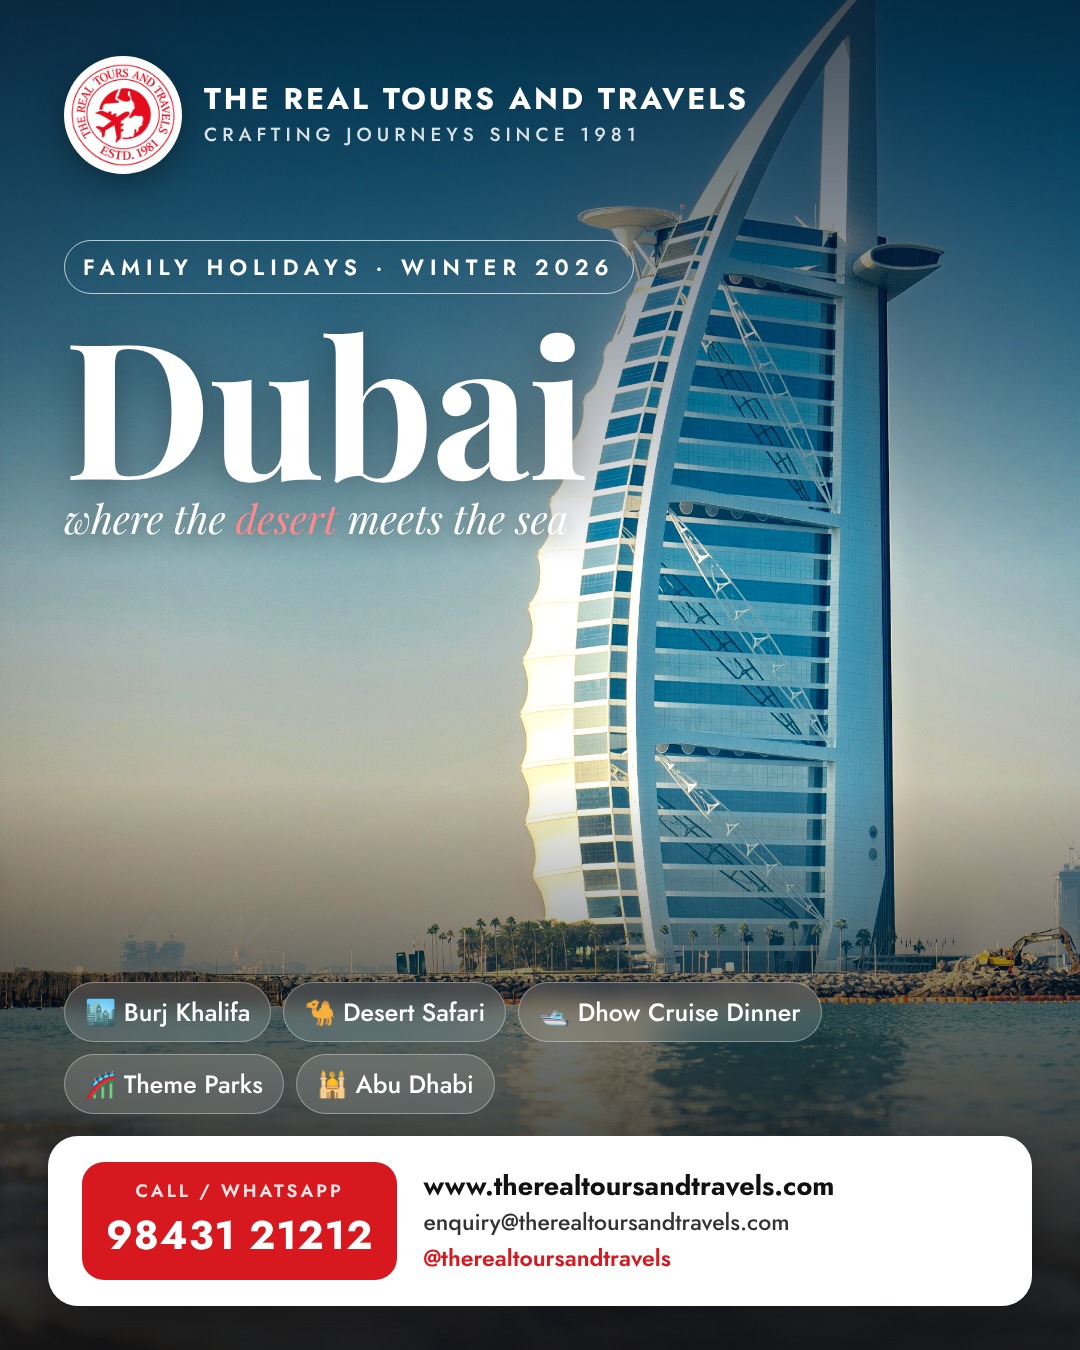 THE REAL TOURS AND TRAVELS
ESTD. 1981
THE REAL TOURS AND TRAVELS
CRAFTING JOURNEYS SINCE 1981
FAMILY HOLIDAYS · WINTER 2026
Dubai
where the desert meets the sea
Burj Khalifa
Desert Safari
Dhow Cruise Dinner
Theme Parks
Abu Dhabi
CALL / WHATSAPP
98431 21212
www.therealtoursandtravels.com
enquiry@therealtoursandtravels.com
@therealtoursandtravels